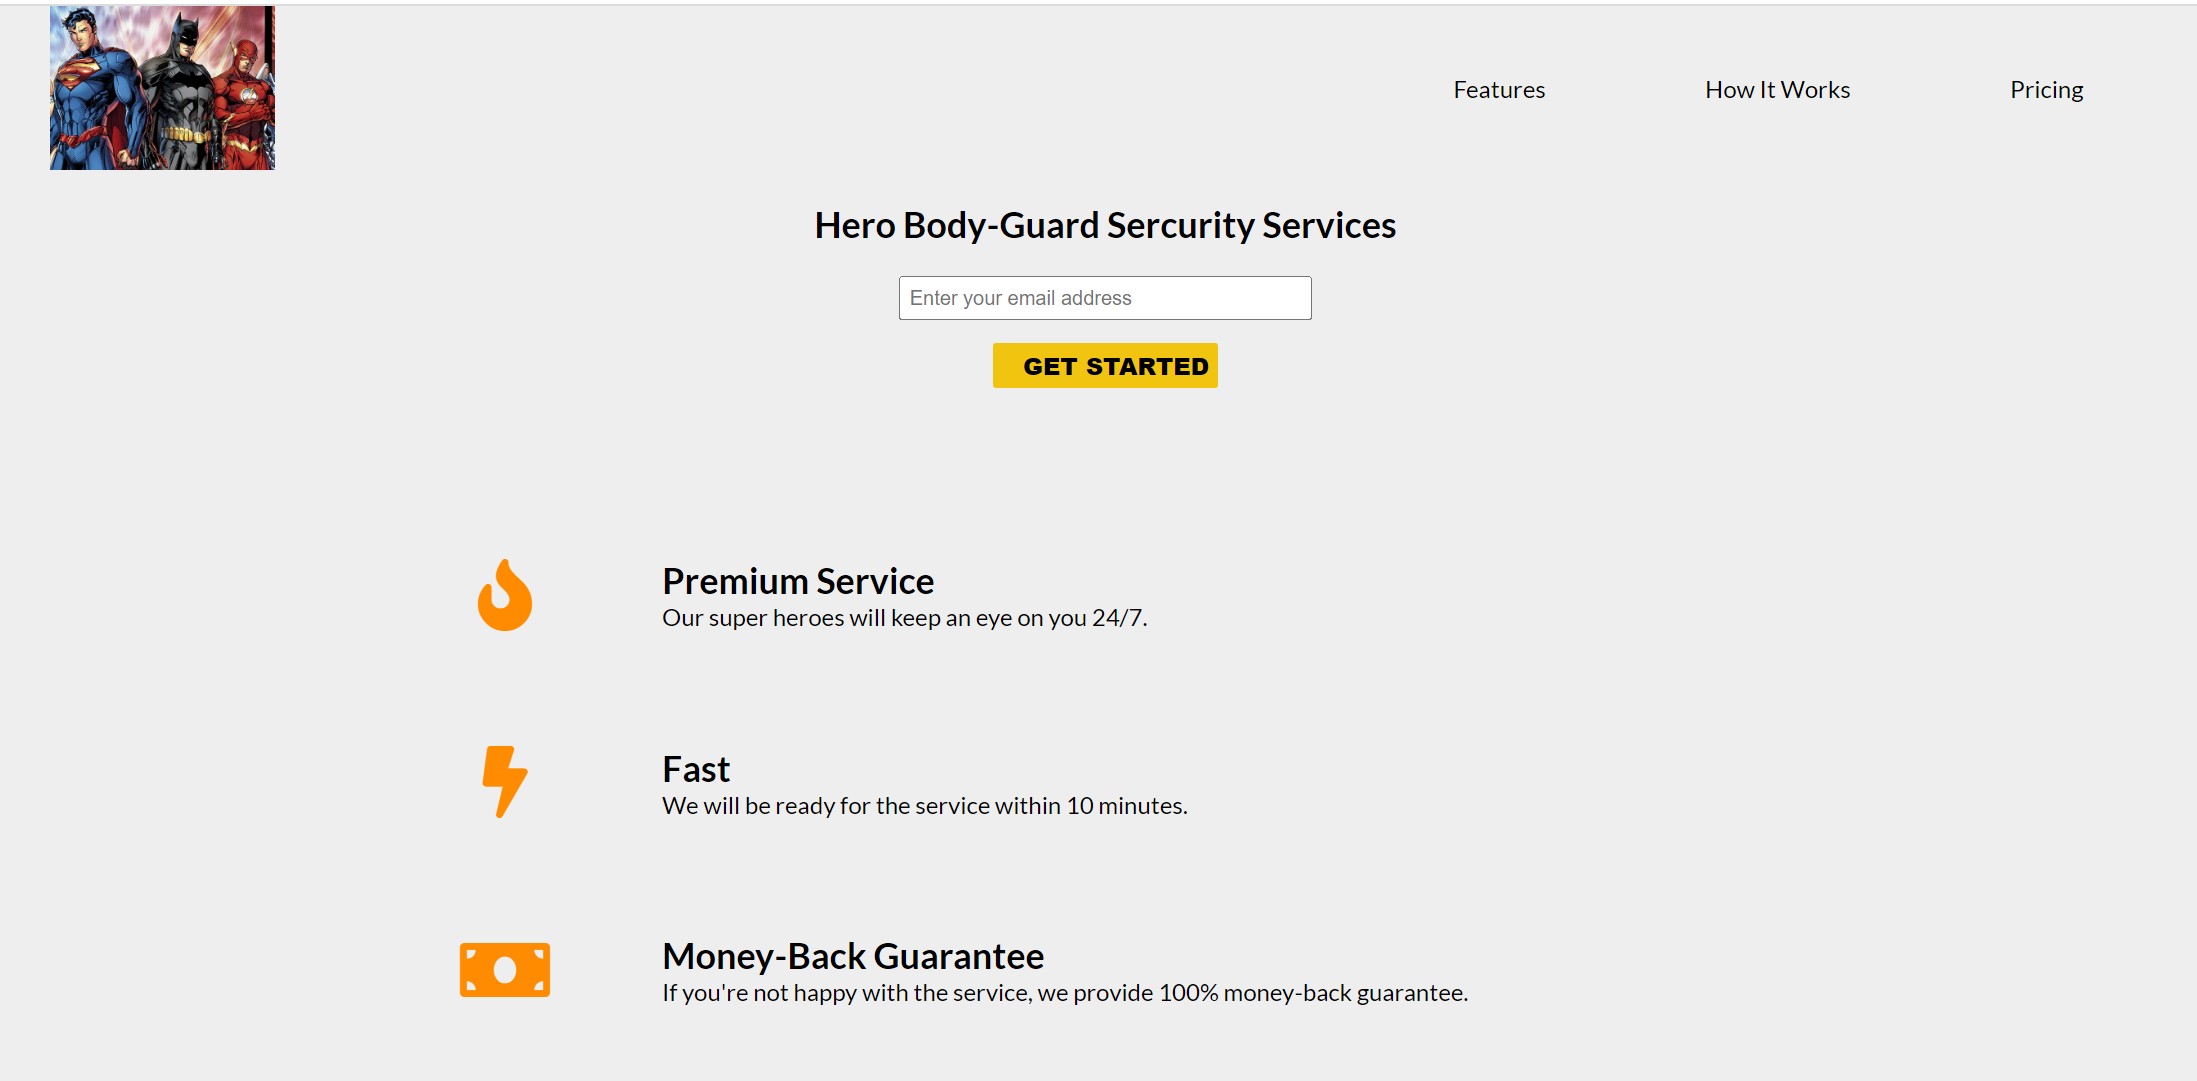 Features
How It Works
Pricing
Hero Body-Guard Sercurity Services
Enter your email address
GET STARTED
Premium Service
Our super heroes will keep an eye on you 24/7.
Fast
We will be ready for the service within 10 minutes.
Money-Back Guarantee
If you're not happy with the service, we provide 100% money-back guarantee.